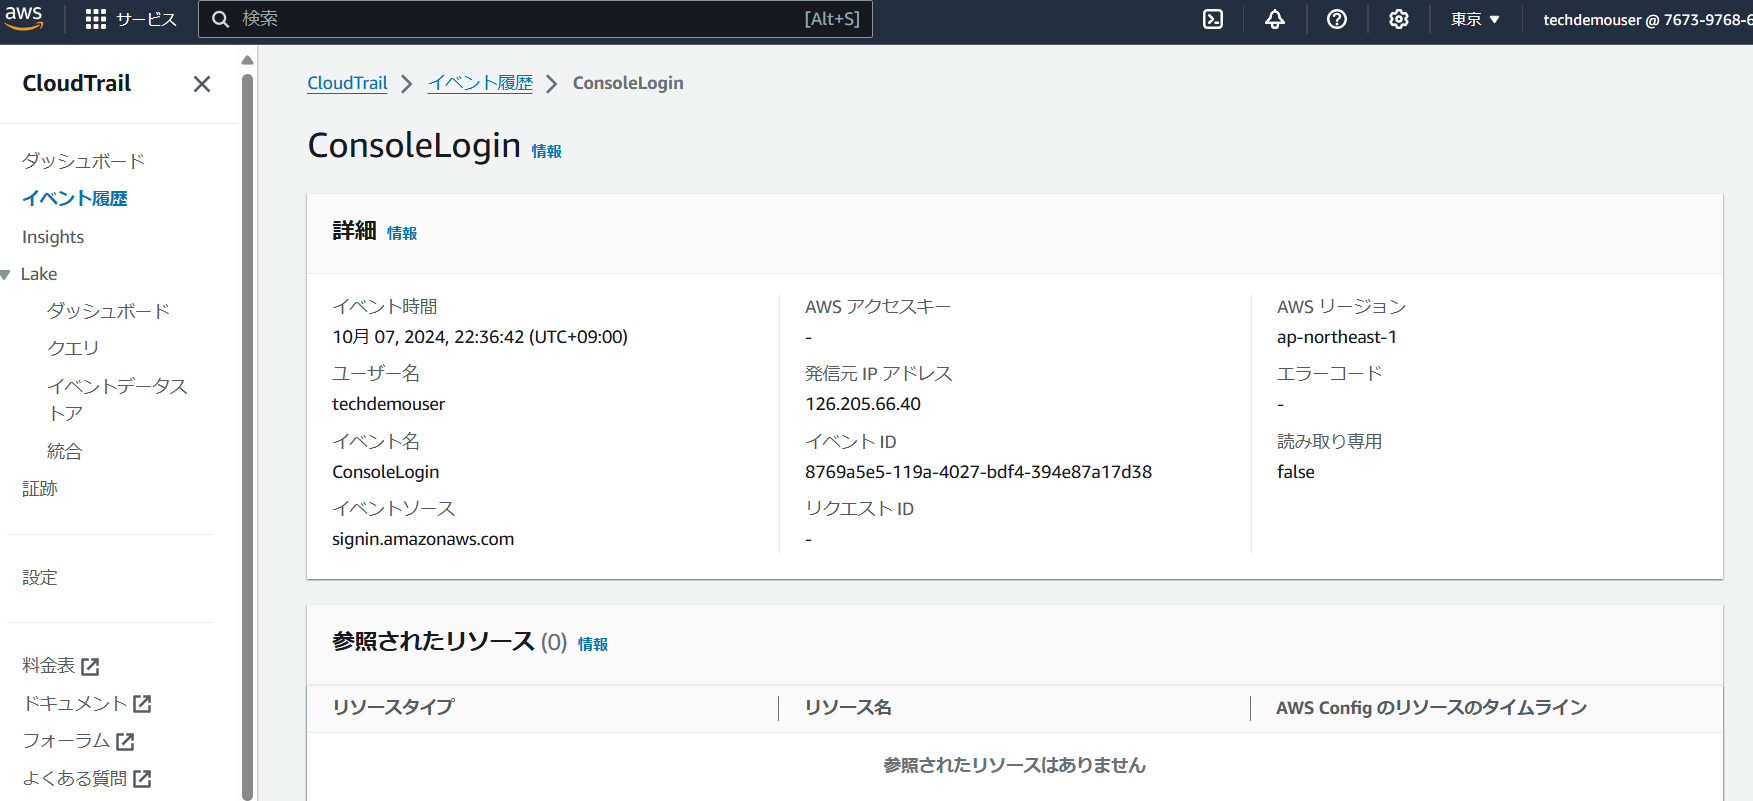 aws
サービス
検索
[Alt+S]
東京
techdemouser @ 7673-9768-6
CloudTrail
ダッシュボード
イベント履歴
Insights
Lake
ダッシュボード
クエリ
イベントデータス
トア
統合
証跡
設定
料金表
ドキュメント
フォーラム
よくある質問
CloudTrail
イベント履歴
ConsoleLogin
ConsoleLogin 情報
詳細 情報
イベント時間
10月 07, 2024, 22:36:42 (UTC+09:00)
ユーザー名
techdemouser
イベント名
ConsoleLogin
イベントソース
signin.amazonaws.com
AWS アクセスキー
-
発信元 IP アドレス
126.205.66.40
イベント ID
8769a5e5-119a-4027-bdf4-394e87a17d38
リクエスト ID
-
AWS リージョン
ap-northeast-1
エラーコード
-
読み取り専用
false
参照されたリソース (0) 情報
リソースタイプ
リソース名
AWS Config のリソースのタイムライン
参照されたリソースはありません